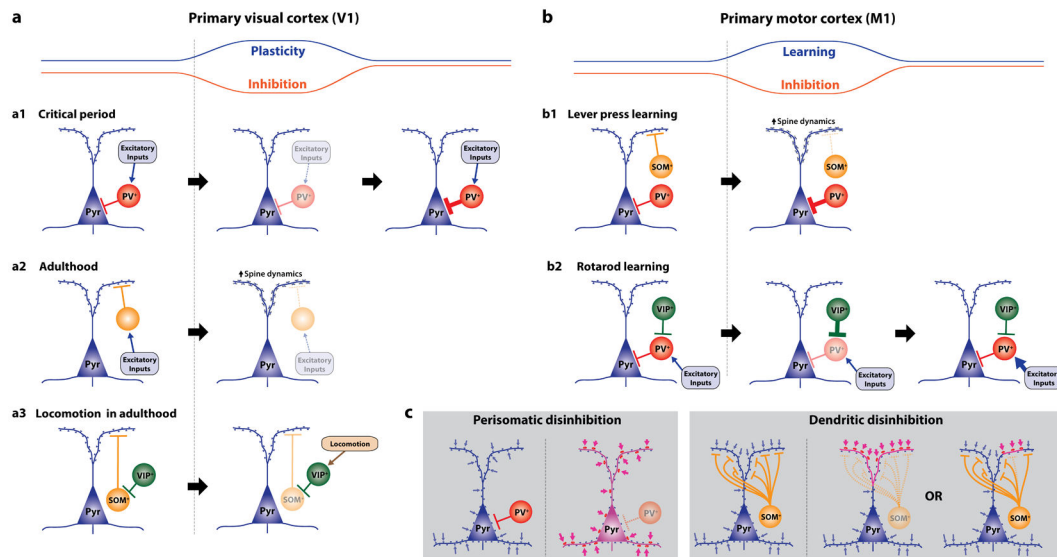 a
Primary visual cortex (V1)
Plasticity
Inhibition
a1 Critical period
Excitatory
Inputs
PV+
Pyr
Excitatory
Inputs
PV+
Pyr
Excitatory
Inputs
PV+
Pyr
a2 Adulthood
Pyr
Excitatory
Inputs
Spine dynamics
Pyr
Excitatory
Inputs
a3 Locomotion in adulthood
VIP+
SOM+
Pyr
Locomotion
VIP+
SOM+
Pyr
b
Primary motor cortex (M1)
Learning
Inhibition
b1 Lever press learning
SOM+
PV+
Pyr
Spine dynamics
SOM+
PV+
Pyr
b2 Rotarod learning
VIP+
PV+
Pyr
Excitatory
Inputs
VIP+
PV+
Pyr
Excitatory
Inputs
VIP+
PV+
Pyr
Excitatory
Inputs
c
Perisomatic disinhibition
Pyr
PV+
Pyr
PV+
Dendritic disinhibition
Pyr
SOM+
Pyr
SOM+
OR
Pyr
SOM+